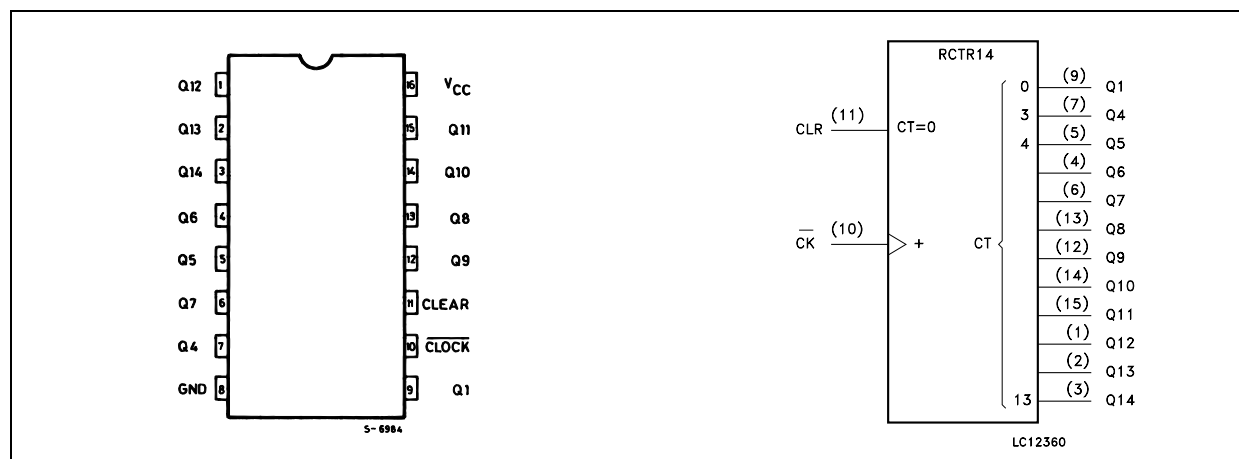 Q12 1 16 VCC
Q13 2 15 Q11
Q14 3 14 Q10
Q6 4 13 Q8
Q5 5 12 Q9
Q7 6 11 CLEAR
Q4 7 10 CLOCK
GND 8 9 Q1
S-6984
RCTR14
0 (9) Q1
3 (7) Q4
CLR (11) CT=0
4 (5) Q5
(4) Q6
(6) Q7
(13) Q8
CK (10) + CT
(12) Q9
(14) Q10
(15) Q11
(1) Q12
(2) Q13
13 (3) Q14
LC12360